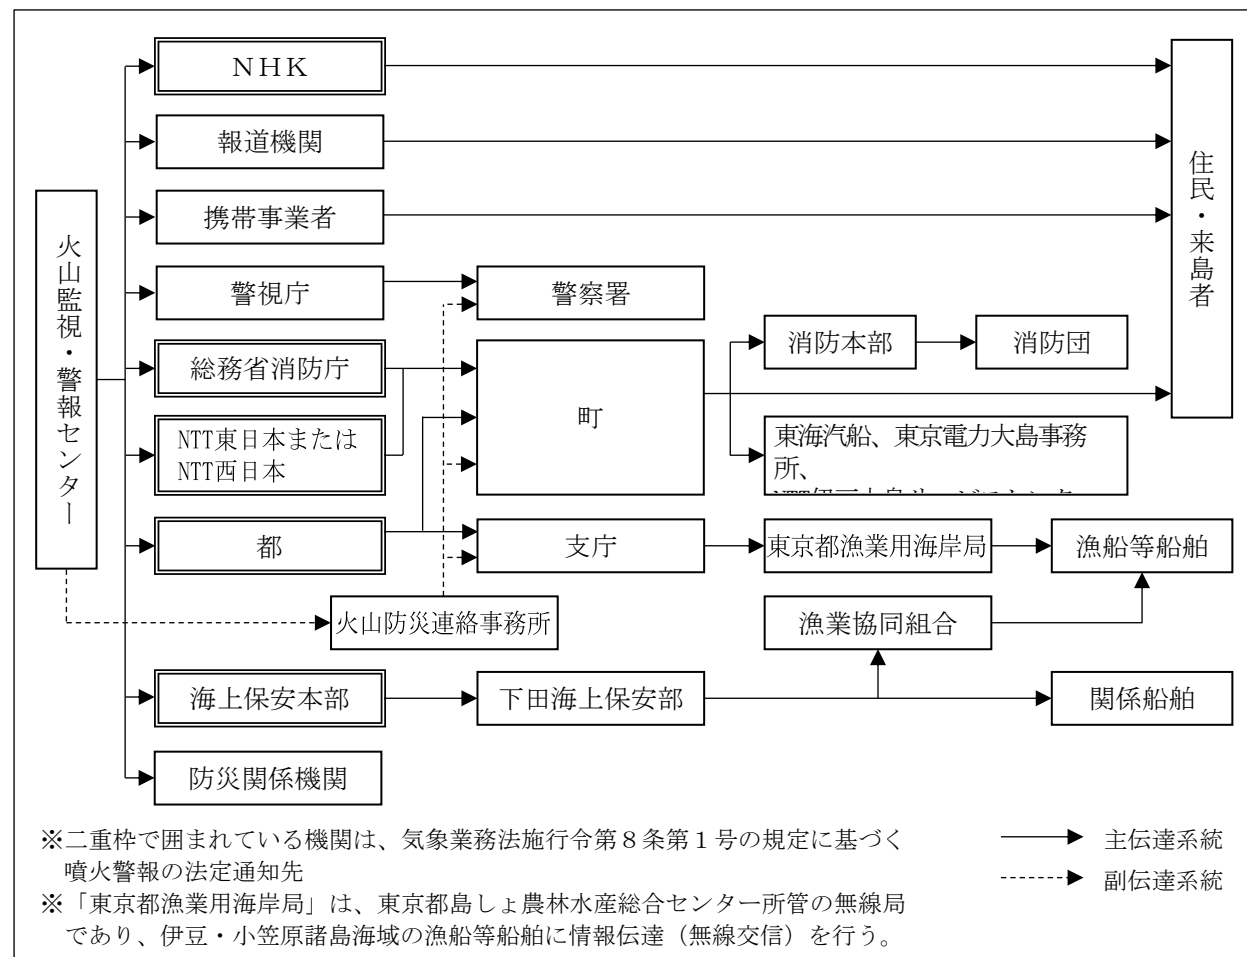 NHK
報道機関
携帯事業者
火山監視・警報センター
警視庁
警察署
総務省消防庁
NTT東日本または
NTT西日本
町
消防本部
消防団
住民・来島者
東海汽船、東京電力大島事務
所、
都
支庁
東京都漁業用海岸局
漁船等船舶
火山防災連絡事務所
漁業協同組合
海上保安本部
下田海上保安部
関係船舶
防災関係機関
※二重枠で囲まれている機関は、気象業務法施行令第8条第1号の規定に基づく
噴火警報の法定通知先
※「東京都漁業用海岸局」は、東京都島しょ農林水産総合センター所管の無線局
であり、伊豆・小笠原諸島海域の漁船等船舶に情報伝達（無線交信）を行う。
主伝達系統
副伝達系統